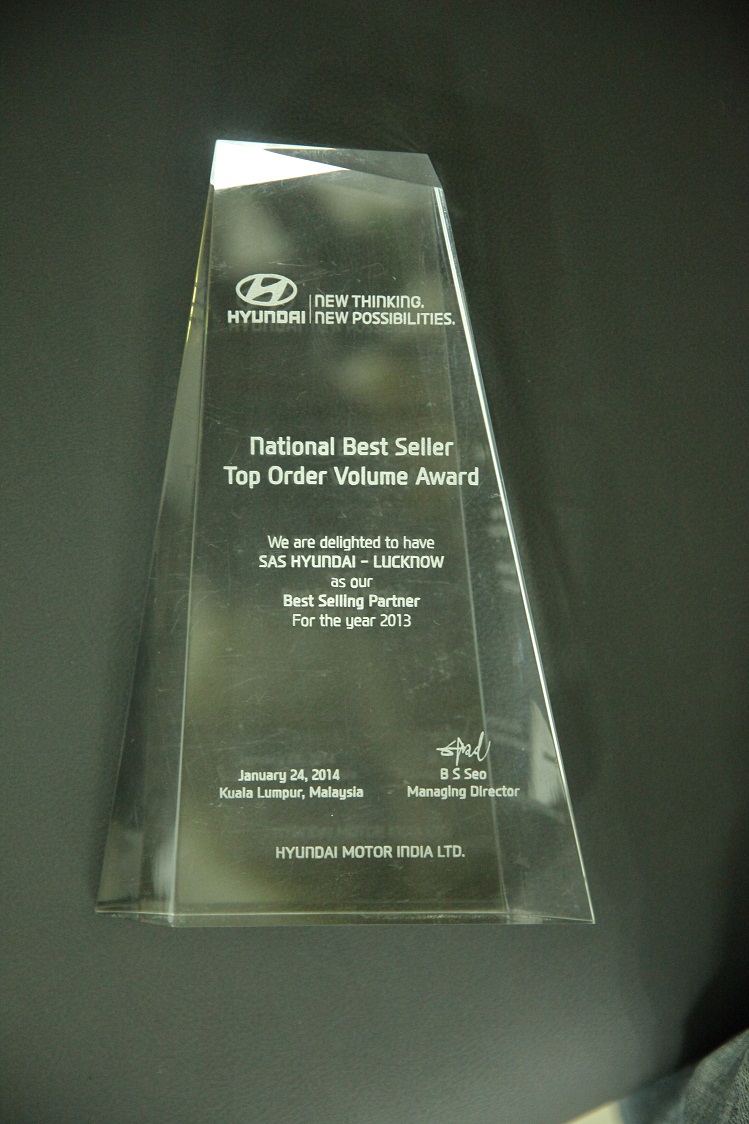 HYUNDAI
NEW THINKING.
NEW POSSIBILITIES.
National Best Seller
Top Order Volume Award
We are delighted to have
SAS HYUNDAI - LUCKNOW
as our
Best Selling Partner
For the year 2013
January 24, 2014
Kuala Lumpur, Malaysia
B S Seo
Managing Director
HYUNDAI MOTOR INDIA LTD.